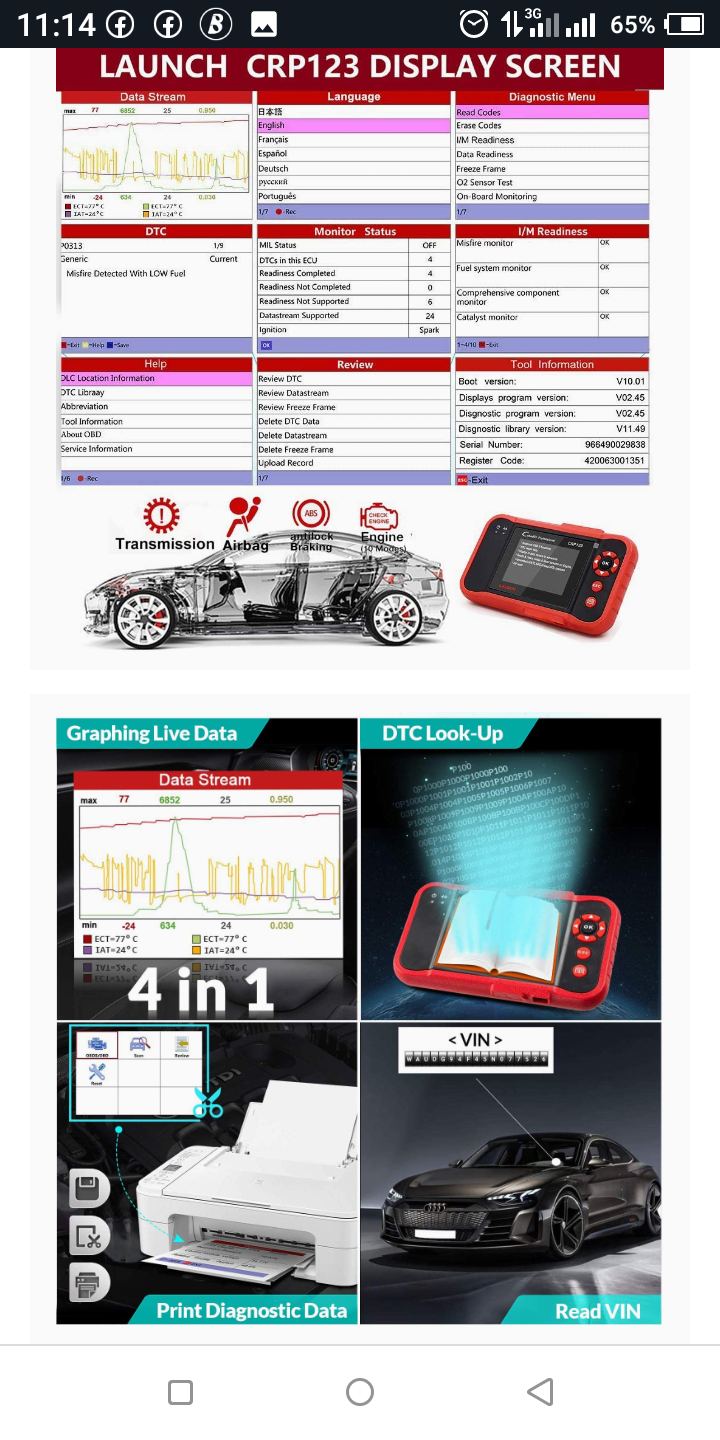 11:14
3G
65%
LAUNCH CRP123 DISPLAY SCREEN
Data Stream
max 77 6852 25 0.950
min -24 634 24 0.030
ECT=77° C ECT=77° C
IAT=24° C IAT=24° C
Language
日本語
English
Français
Español
Deutsch
русский
Português
1/7 -Rec
Diagnostic Menu
Read Codes
Erase Codes
I/M Readiness
Data Readiness
Freeze Frame
O2 Sensor Test
On-Board Monitoring
1/7
DTC
P0313 1/9
Generic Current
Misfire Detected With LOW Fuel
=Exit =Help =Save
Monitor Status
MIL Status OFF
DTCs in this ECU 4
Readiness Completed 4
Readiness Not Completed 0
Readiness Not Supported 6
Datastream Supported 24
Ignition Spark
OK
I/M Readiness
Misfire monitor OK
Fuel system monitor OK
Comprehensive component monitor OK
Catalyst monitor OK
1-4/10 -Exit
Help
DLC Location Information
DTC Libraay
Abbreviation
Tool Information
About OBD
Service Information
1/6 -Rec
Review
Review DTC
Review Datastream
Review Freeze Frame
Delete DTC Data
Delete Datastream
Delete Freeze Frame
Upload Record
1/7
Tool Information
Boot version: V10.01
Displays program version: V02.45
Disgnostic program version: V02.45
Disgnostic library version: V11.49
Serial Number: 966490029838
Register Code: 420063001351
-Exit
ABS
CHECK
ENGINE
Transmission
Airbag
antilock
Braking
Engine
(10 Modes)
OK
Graphing Live Data
Data Stream
max 77 6852 25 0.950
min -24 634 24 0.030
ECT=77° C ECT=77° C
IAT=24° C IAT=24° C
4 in 1
DTC Look-Up
OK
Scan
Review
Reset
Print Diagnostic Data
< VIN >
Read VIN